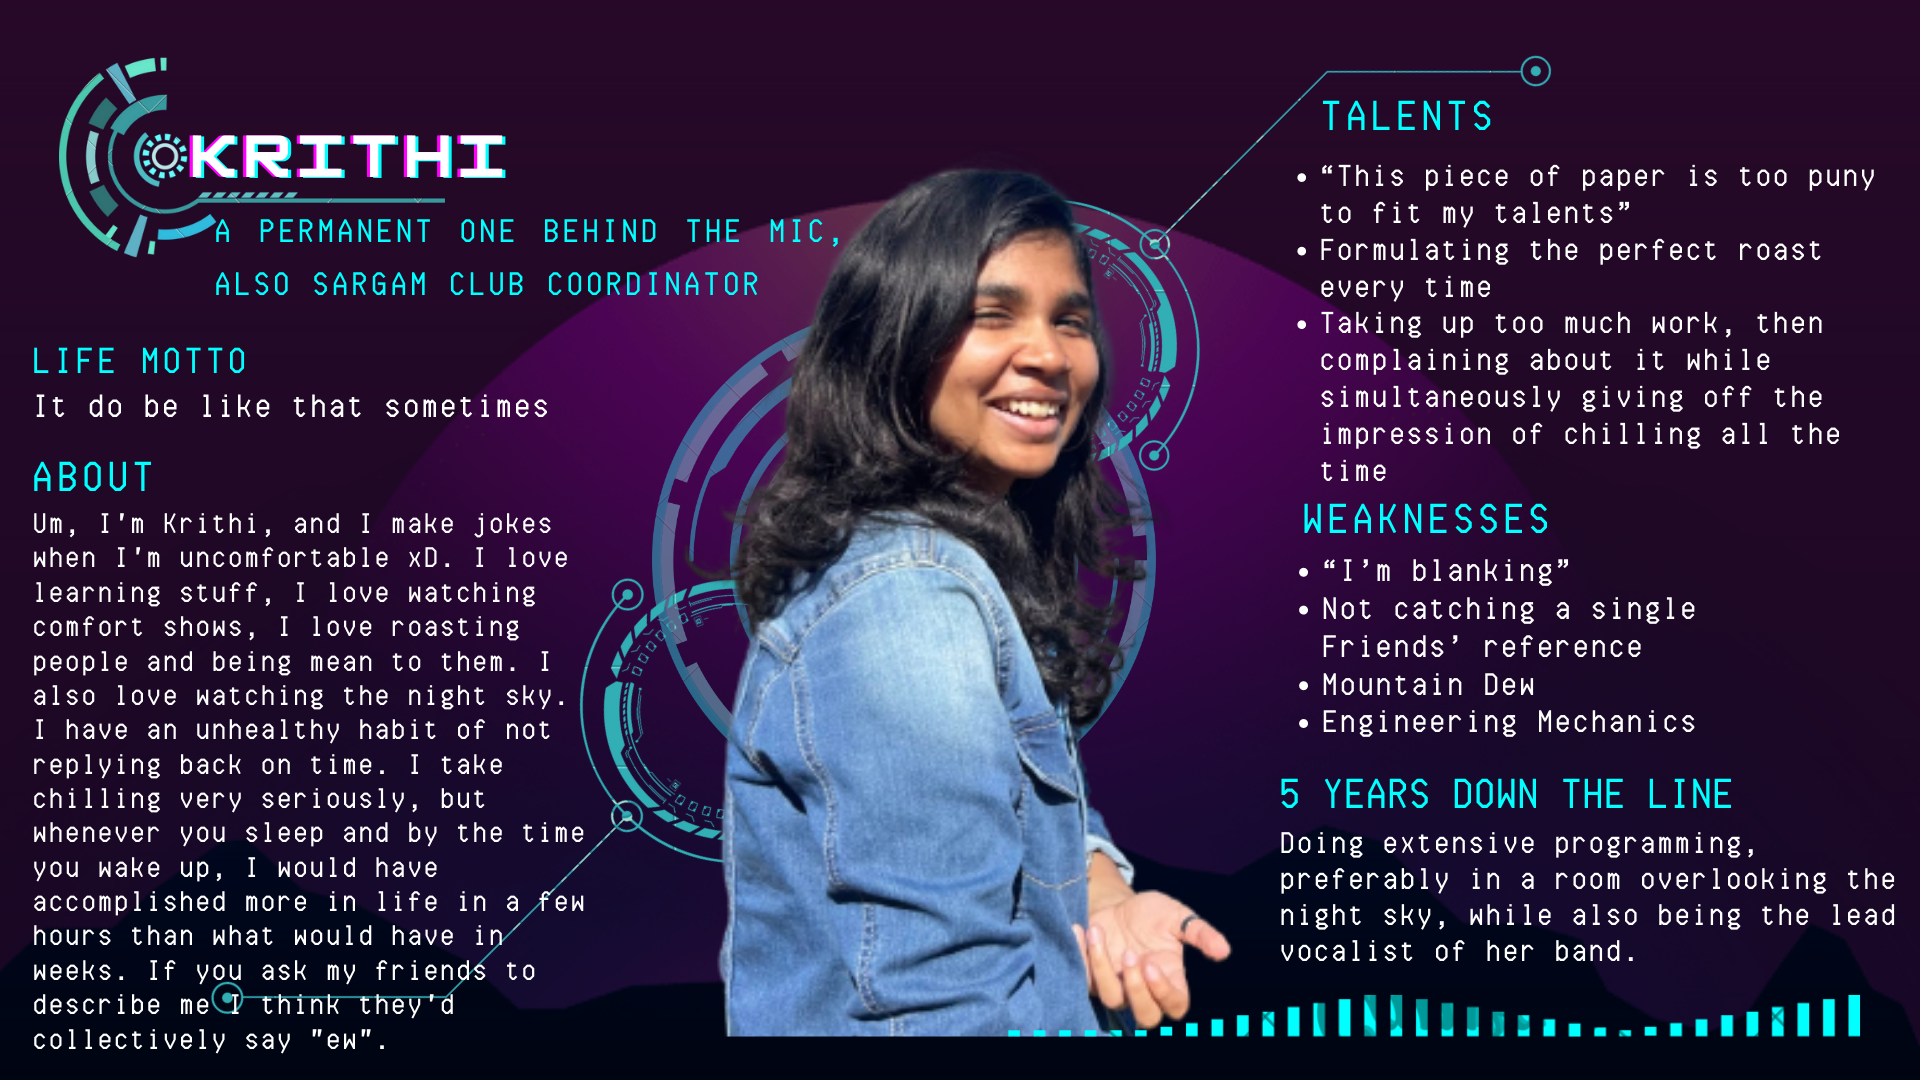 KRITHI
A PERMANENT ONE BEHIND THE MIC,
ALSO SARGAM CLUB COORDINATOR
LIFE MOTTO
It do be like that sometimes
ABOUT
Um, I'm Krithi, and I make jokes
when I'm uncomfortable xD. I love
learning stuff, I love watching
comfort shows, I love roasting
people and being mean to them. I
also love watching the night sky.
I have an unhealthy habit of not
replying back on time. I take
chilling very seriously, but
whenever you sleep and by the time
you wake up, I would have
accomplished more in life in a few
hours than what would have in
weeks. If you ask my friends to
describe me I think they'd
collectively say "ew".
TALENTS
• “This piece of paper is too puny
to fit my talents”
• Formulating the perfect roast
every time
• Taking up too much work, then
complaining about it while
simultaneously giving off the
impression of chilling all the
time
WEAKNESSES
• “I’m blanking”
• Not catching a single
Friends’ reference
• Mountain Dew
• Engineering Mechanics
5 YEARS DOWN THE LINE
Doing extensive programming,
preferably in a room overlooking the
night sky, while also being the lead
vocalist of her band.